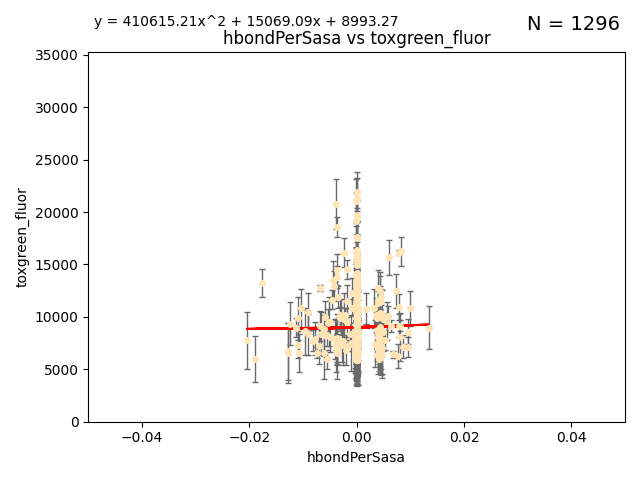 y = 410615.21x^2 + 15069.09x + 8993.27
N = 1296
hbondPerSasa vs toxgreen_fluor
35000
30000
25000
20000
15000
10000
5000
0
toxgreen_fluor
−0.04
−0.02
0.00
0.02
0.04
hbondPerSasa